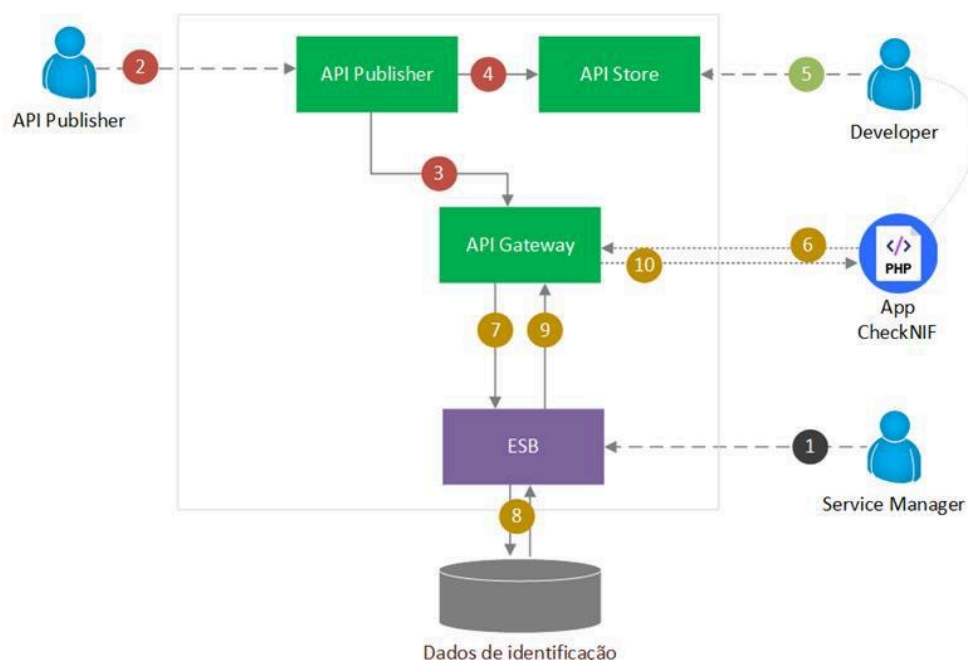 2
API Publisher
4
API Store
5
API Publisher
Developer
3
API Gateway
6
10
</>
PHP
App
CheckNIF
7
9
ESB
1
Service Manager
8
Dados de identificação